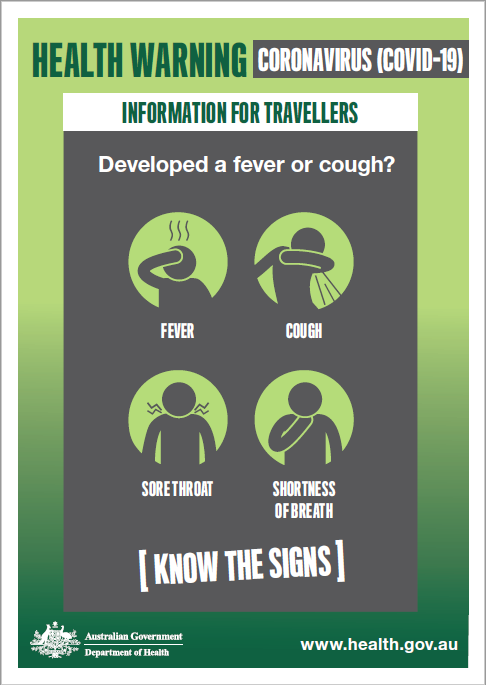 HEALTH WARNING CORONAVIRUS (COVID-19)
INFORMATION FOR TRAVELLERS
Developed a fever or cough?
FEVER
COUGH
SORE THROAT
SHORTNESS
OF BREATH
[ KNOW THE SIGNS ]
Australian Government
Department of Health
www.health.gov.au